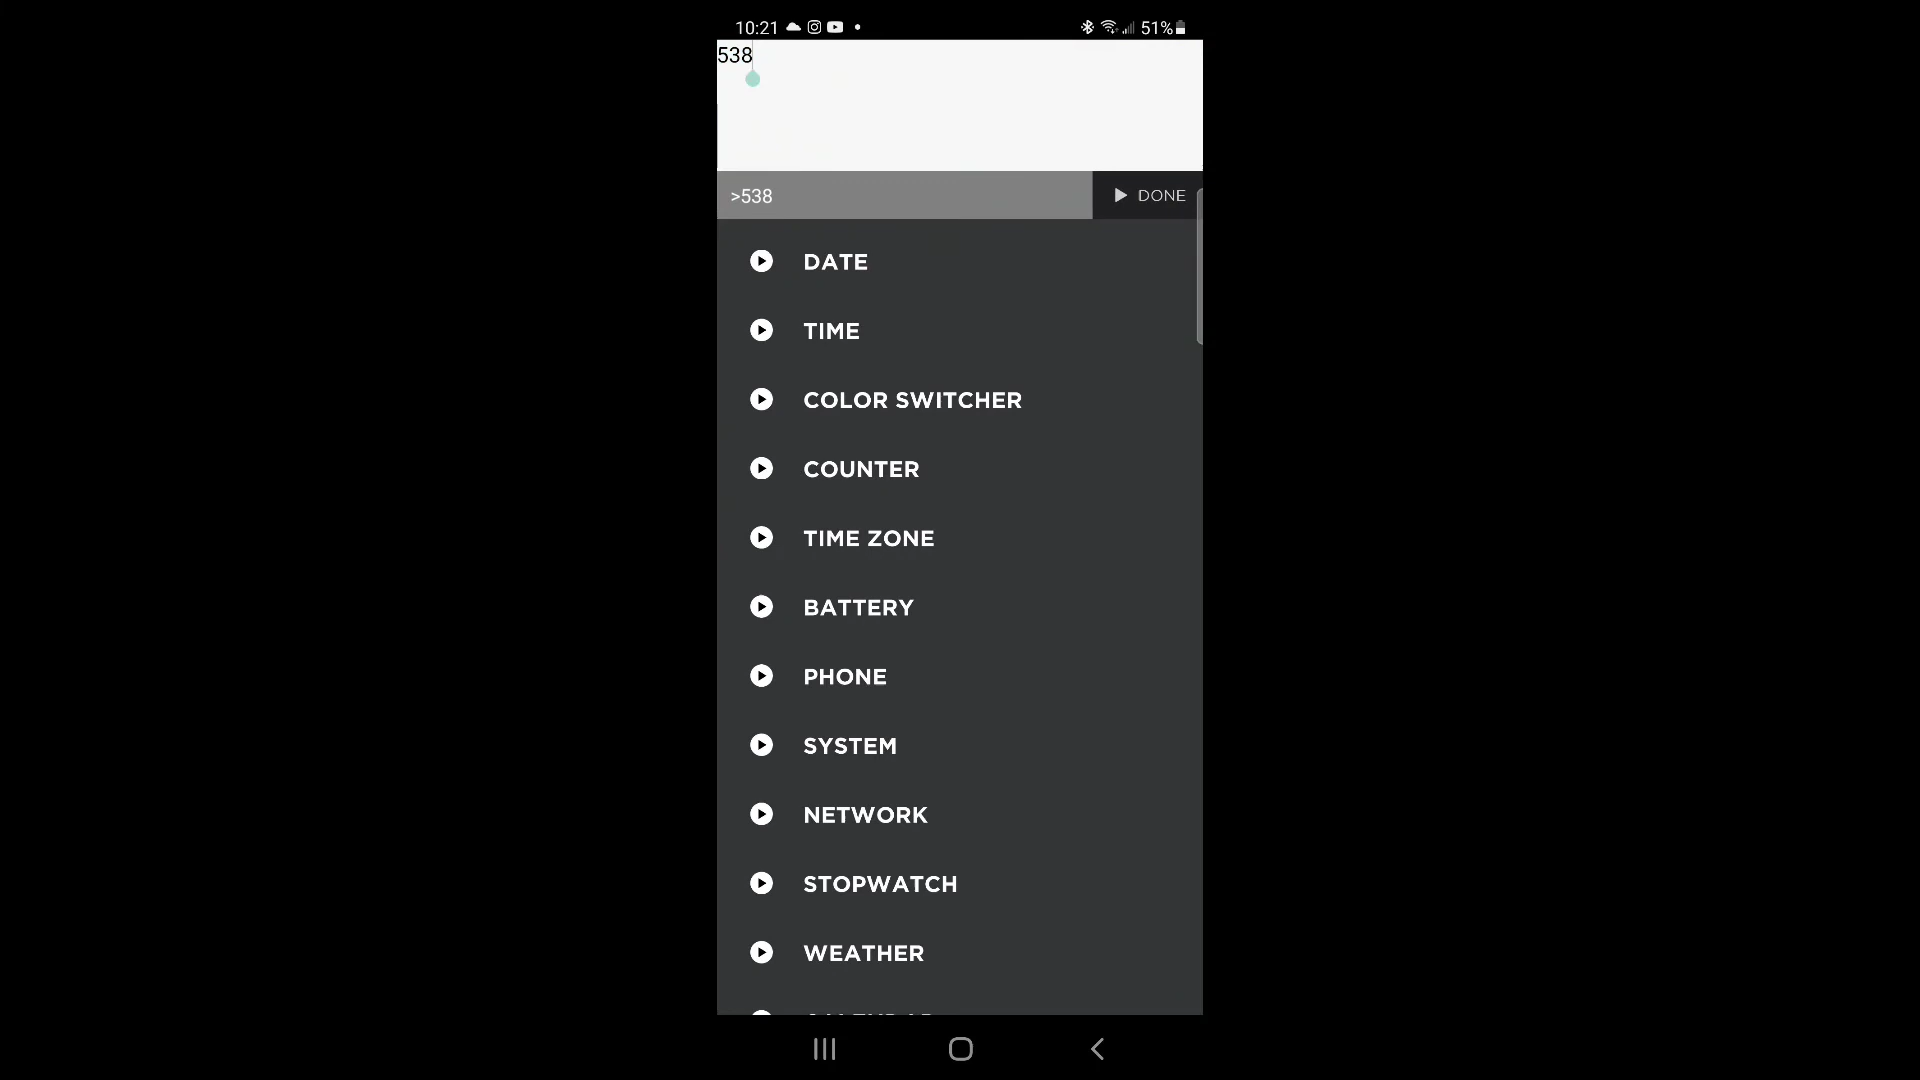 10:21 51%
538
>538 DONE
DATE
TIME
COLOR SWITCHER
COUNTER
TIME ZONE
BATTERY
PHONE
SYSTEM
NETWORK
STOPWATCH
WEATHER